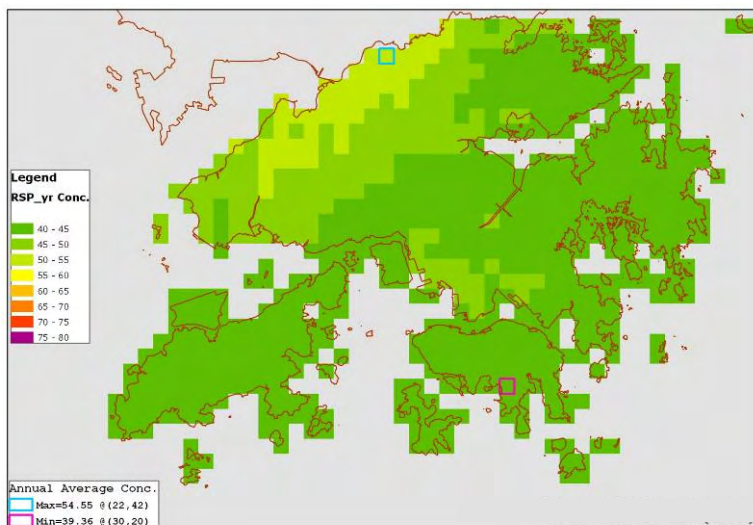 Legend
RSP_yr Conc.
40 - 45
45 - 50
50 - 55
55 - 60
60 - 65
65 - 70
70 - 75
75 - 80
Annual Average Conc.
Max=54.55 @(22,42)
Min=39.36 @(30,20)